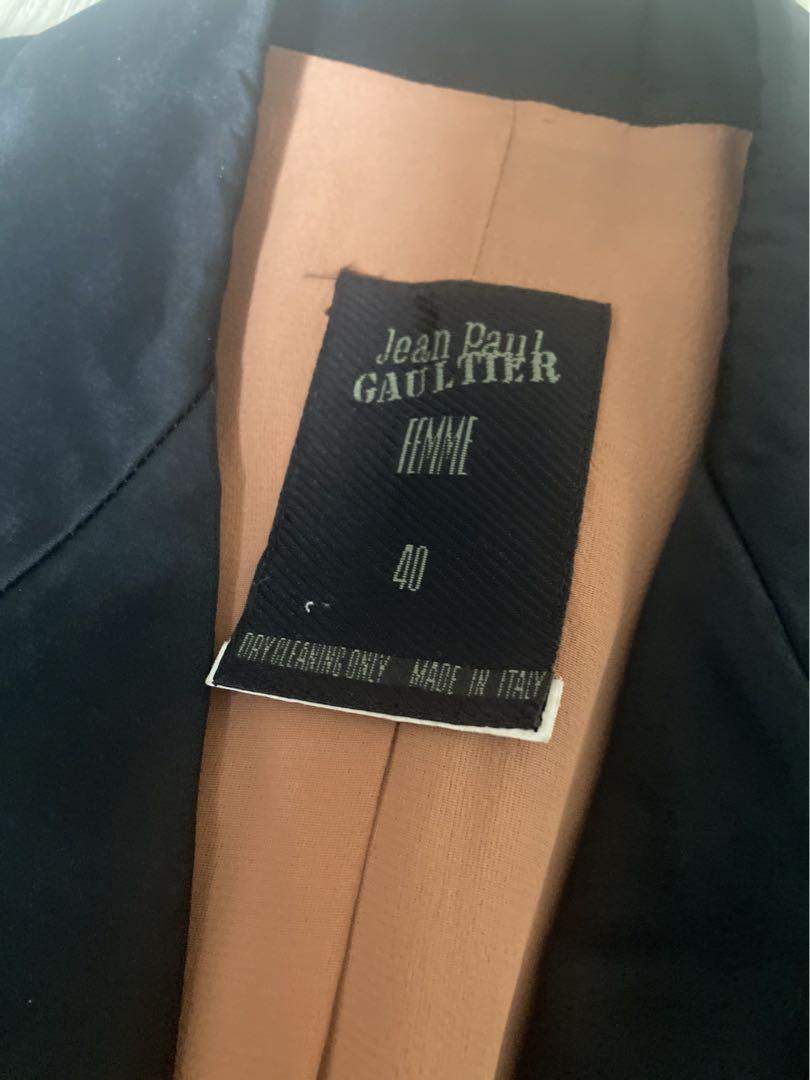 Jean Paul
GAULTIER
FEMME
40
DRY CLEANING ONLY MADE IN ITALY